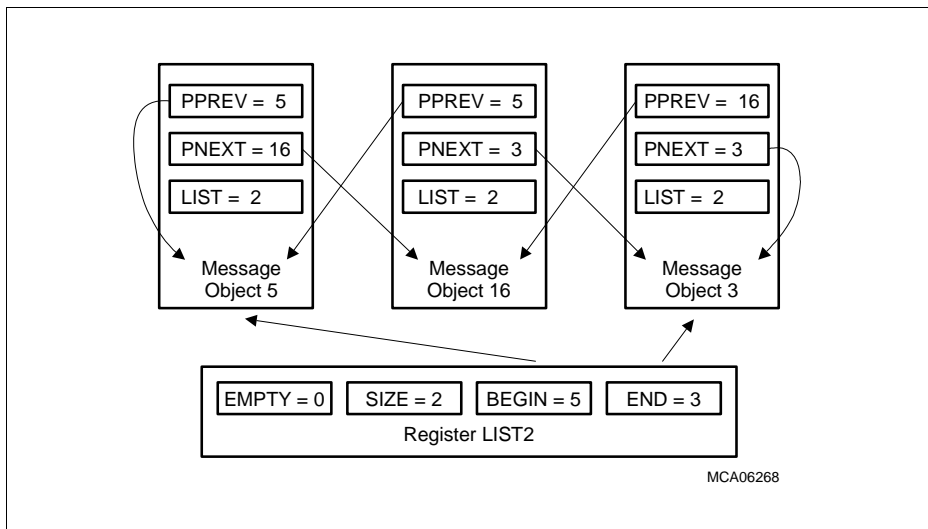 PPREV = 5
PPREV = 5
PPREV = 16
PNEXT = 16
PNEXT = 3
PNEXT = 3
LIST = 2
LIST = 2
LIST = 2
Message
Object 5
Message
Object 16
Message
Object 3
EMPTY = 0
SIZE = 2
BEGIN = 5
END = 3
Register LIST2
MCA06268